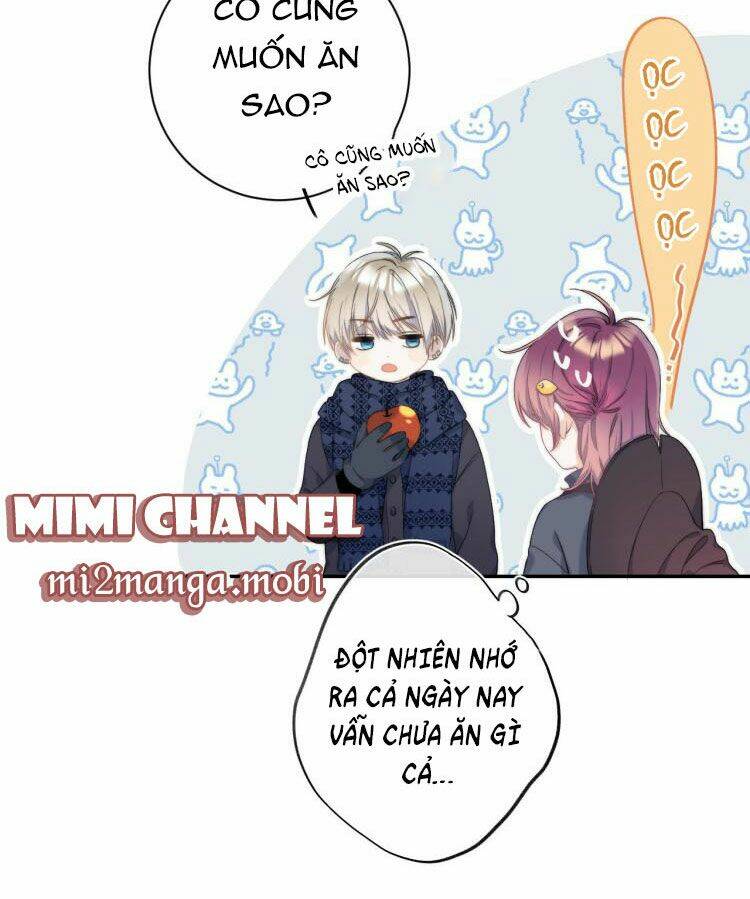 CÔ CŨNG
MUỐN ĂN
SAO?
CÔ CŨNG MUỐN
ĂN SAO?
ỌC
ỌC
ỌC
ỌC
MIMI CHANNEL
mi2manga.mobi
ĐỘT NHIÊN NHỚ
RA CẢ NGÀY NAY
VẪN CHƯA ĂN GÌ
CẢ...